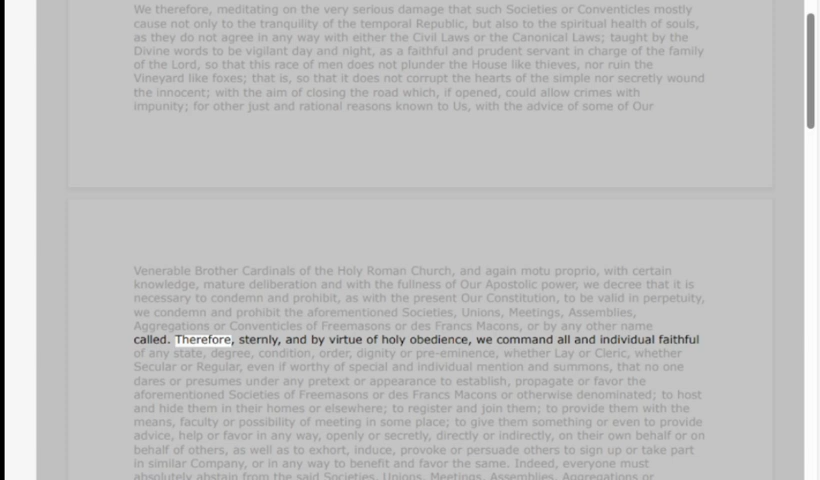 We therefore, meditating on the very serious damage that such Societies or Conventicles mostly
cause not only to the tranquility of the temporal Republic, but also to the spiritual health of souls,
as they do not agree in any way with either the Civil Laws or the Canonical Laws; taught by the
Divine words to be vigilant day and night, as a faithful and prudent servant in charge of the family
of the Lord, so that this race of men does not plunder the House like thieves, nor ruin the
Vineyard like foxes; that is, so that it does not corrupt the hearts of the simple nor secretly wound
the innocent; with the aim of closing the road which, if opened, could allow crimes with
impunity; for other just and rational reasons known to Us, with the advice of some of Our
Venerable Brother Cardinals of the Holy Roman Church, and again motu proprio, with certain
knowledge, mature deliberation and with the fullness of Our Apostolic power, we decree that it is
necessary to condemn and prohibit, as with the present Our Constitution, to be valid in perpetuity,
we condemn and prohibit the aforementioned Societies, Unions, Meetings, Assemblies,
Aggregations or Conventicles of Freemasons or des Francs Macons, or by any other name
called. Therefore, sternly, and by virtue of holy obedience, we command all and individual faithful
of any state, degree, condition, order, dignity or pre-eminence, whether Lay or Cleric, whether
Secular or Regular, even if worthy of special and individual mention and summons, that no one
dares or presumes under any pretext or appearance to establish, propagate or favor the
aforementioned Societies of Freemasons or des Francs Macons or otherwise denominated; to host
and hide them in their homes or elsewhere; to register and join them; to provide them with the
means, faculty or possibility of meeting in some place; to give them something or even to provide
advice, help or favor in any way, openly or secretly, directly or indirectly, on their own behalf or on
behalf of others, as well as to exhort, induce, provoke or persuade others to sign up or take part
in similar Company, or in any way to benefit and favor the same. Indeed, everyone must
absolutely abstain from the said Societies, Unions, Meetings, Assemblies, Aggregations or